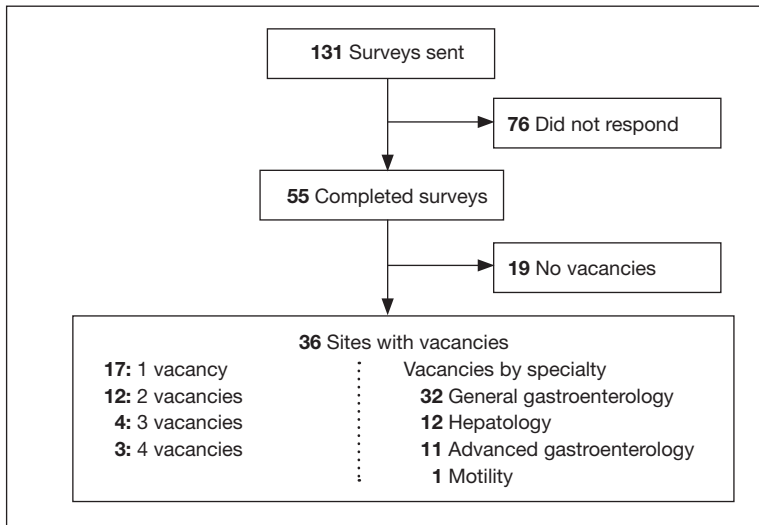 131 Surveys sent
76 Did not respond
55 Completed surveys
19 No vacancies
36 Sites with vacancies
17: 1 vacancy
12: 2 vacancies
4: 3 vacancies
3: 4 vacancies
Vacancies by specialty
32 General gastroenterology
12 Hepatology
11 Advanced gastroenterology
1 Motility